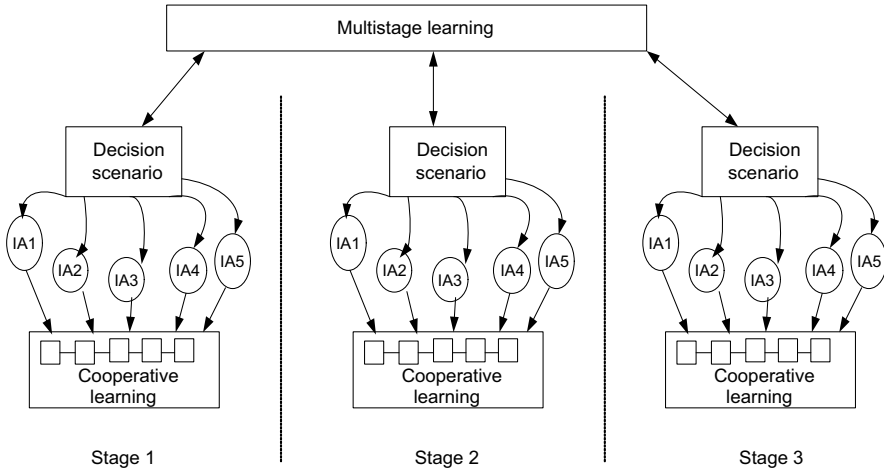 Multistage learning
Decision
scenario
IA1
IA2
IA3
IA4
IA5
Cooperative
learning
Stage 1
Decision
scenario
IA1
IA2
IA3
IA4
IA5
Cooperative
learning
Stage 2
Decision
scenario
IA1
IA2
IA3
IA4
IA5
Cooperative
learning
Stage 3